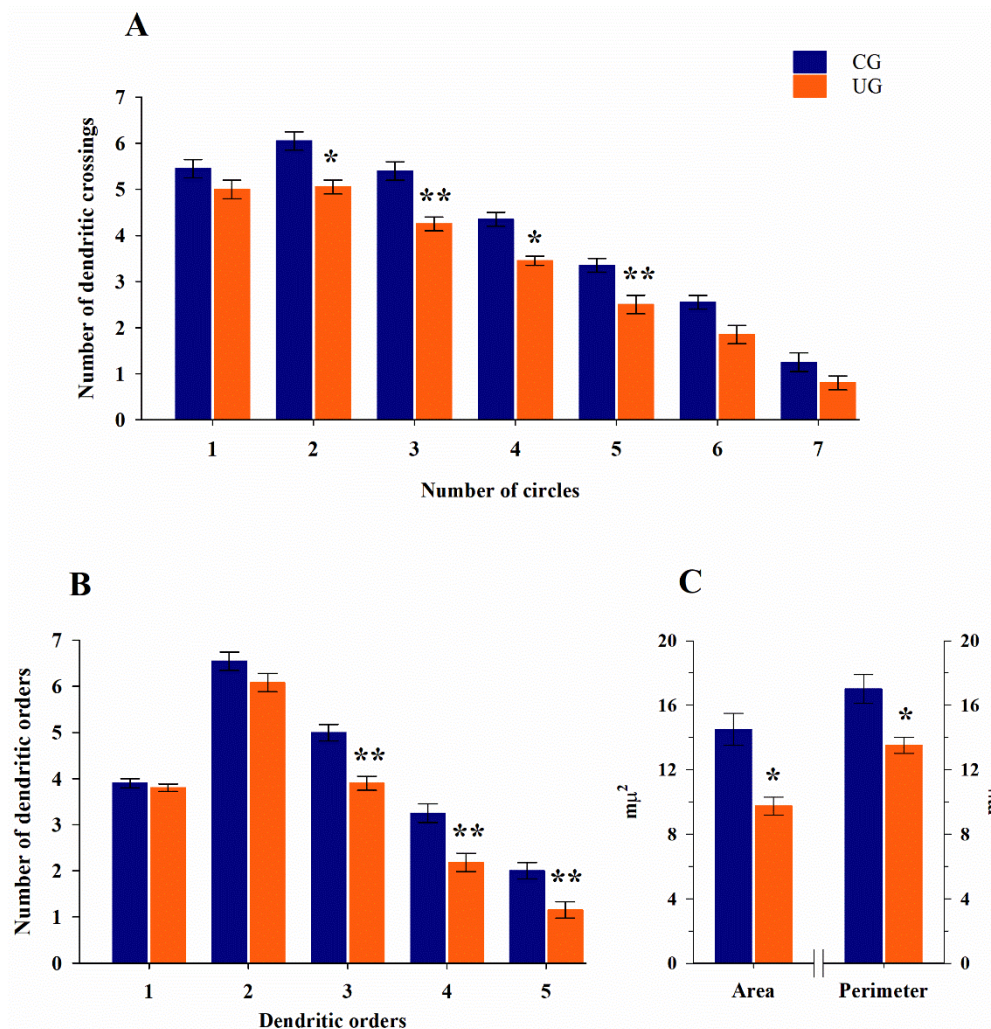 A
CG
UG
Number of dendritic crossings
7
6
5
4
3
2
1
0
*
**
*
**
1 2 3 4 5 6 7
Number of circles
B
Number of dendritic orders
7
6
5
4
3
2
1
0
**
**
**
1 2 3 4 5
Dendritic orders
C
mµ²
20
16
12
8
4
0
*
*
20
16
12
8
4
0
Area Perimeter